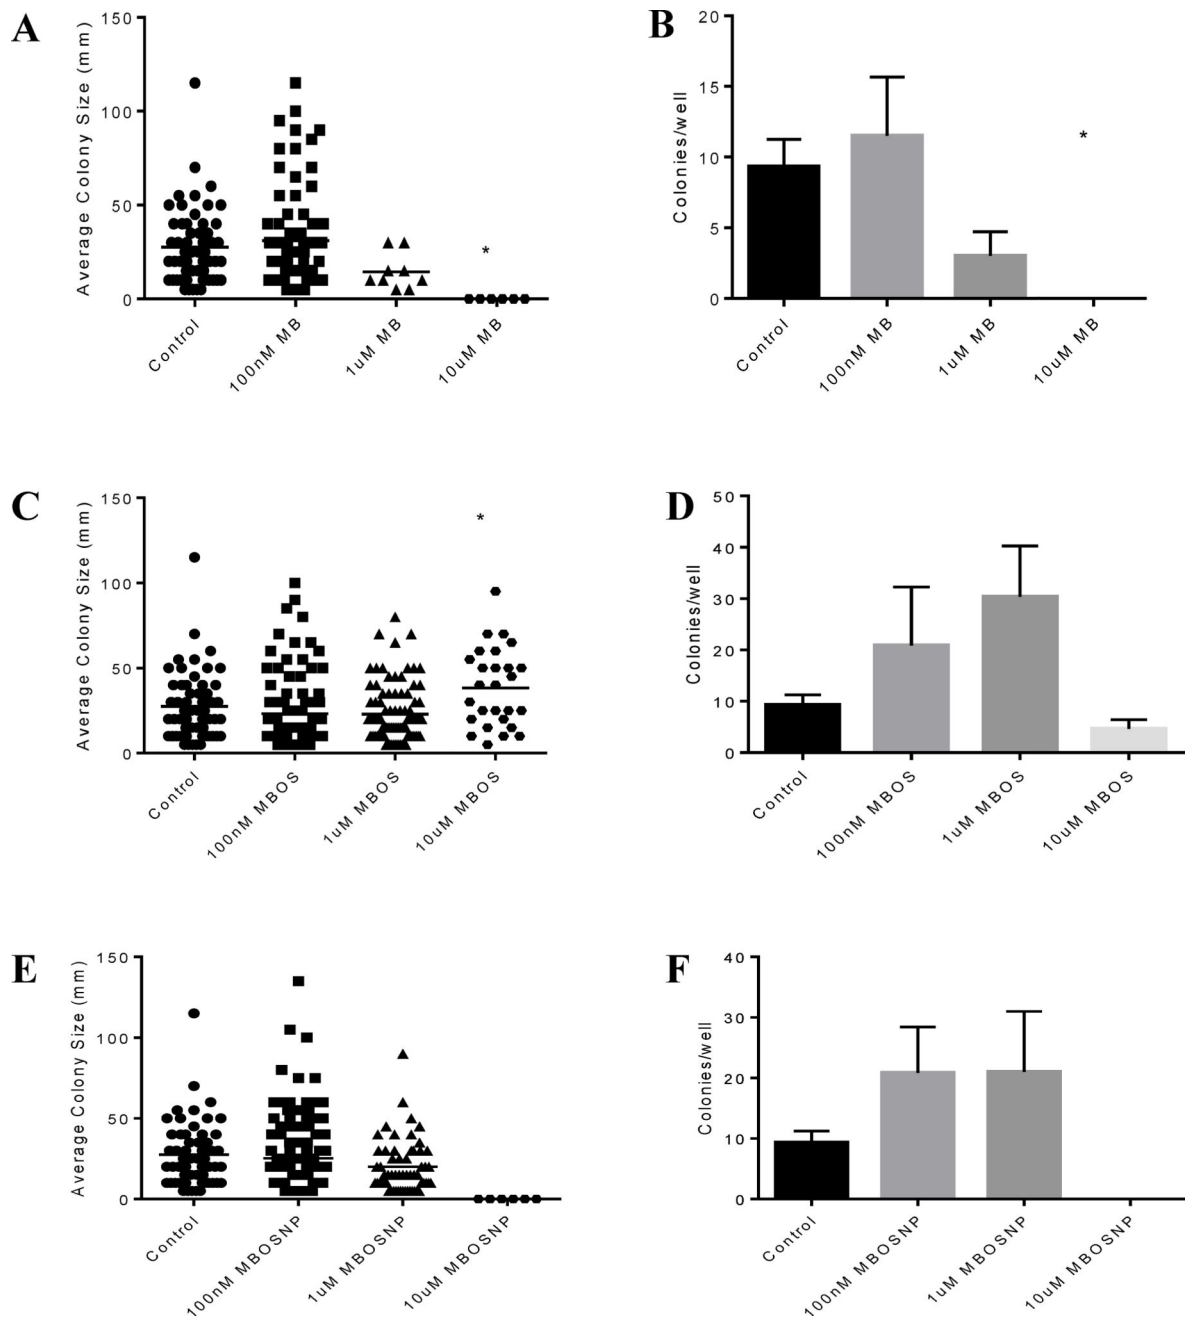 A
Average Colony Size (mm)
150
100
50
0
*
Control
100nM MB
1uM MB
10uM MB
B
Colonies/well
20
15
10
5
0
*
Control
100nM MB
1uM MB
10uM MB
C
Average Colony Size (mm)
150
100
50
0
*
Control
100nM MBOS
1uM MBOS
10uM MBOS
D
Colonies/well
50
40
30
20
10
0
Control
100nM MBOS
1uM MBOS
10uM MBOS
E
Average Colony Size (mm)
150
100
50
0
Control
100nM MBOSNP
1uM MBOSNP
10uM MBOSNP
F
Colonies/well
40
30
20
10
0
Control
100nM MBOSNP
1uM MBOSNP
10uM MBOSNP